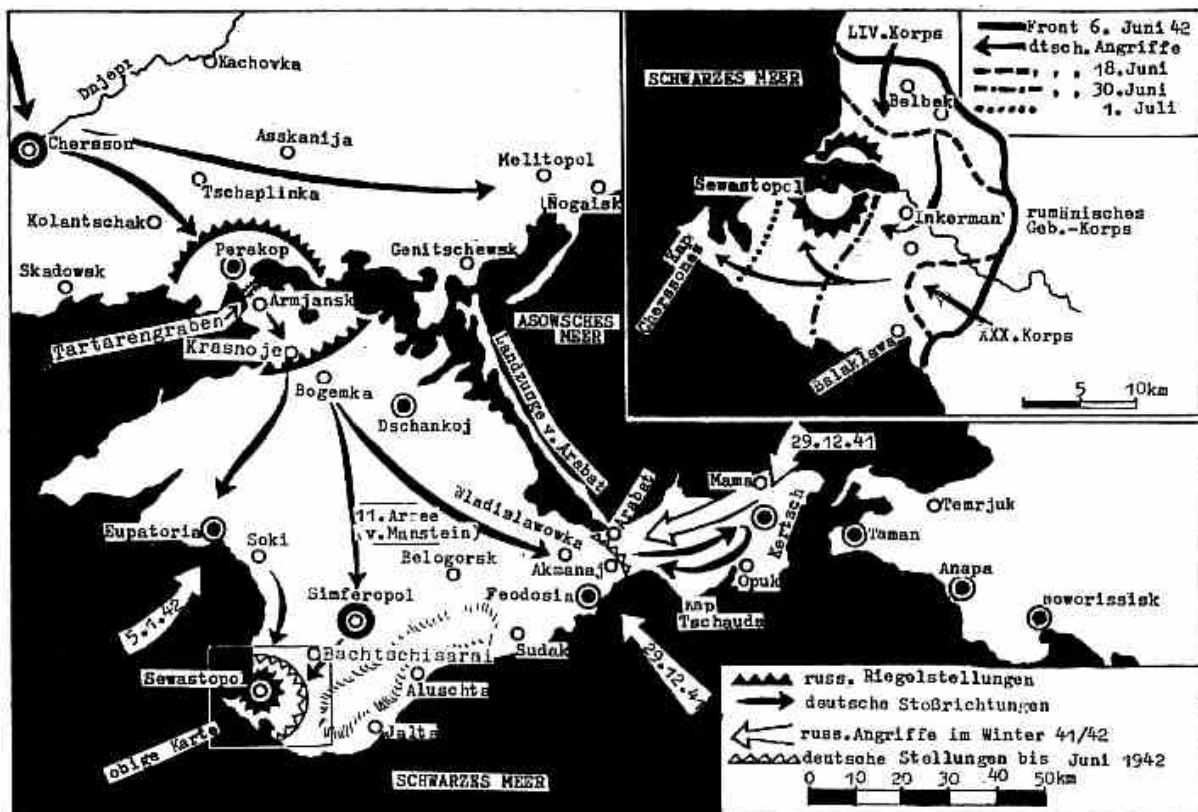 Dnjepr
Kachovka
Chersson
Asskanija
Tschaplinka
Melitopol
Nogaisk
Kolantschak
Perekop
Genitschewsk
Skadowsk
Armjansk
Tartarengraben
Krasnoje
ASOWSCHES
MEER
Landzunge v. Arabat
Bogemka
Dschankoj
29.12.41
Mama
Arabat
Wladislawowka
Kertsch
Temrjuk
Taman
Eupatoria
Soki
11. Armee
(v.Manstein)
Belogorsk
Akmanaj
Opuk
Anapa
Simferopol
Feodosia
Kap
Tschauda
Noworissisk
5.1.42
Bachtschisarai
Sudak
29.12.41
Sewastopol
Aluschta
Jalta
obige Karte
SCHWARZES MEER
LIV.Korps
SCHWARZES MEER
Belbek
Sewastopol
Inkerman
rumänisches
Geb.-Korps
Kap
Chersones
Balaklawa
XXX.Korps
5 10km
Front 6. Juni 42
dtsch. Angriffe
,, 18.Juni
,, 30.Juni
1. Juli
russ. Riegelstellungen
deutsche Stoßrichtungen
russ.Angriffe im Winter 41/42
deutsche Stellungen bis Juni 1942
0 10 20 30 40 50km